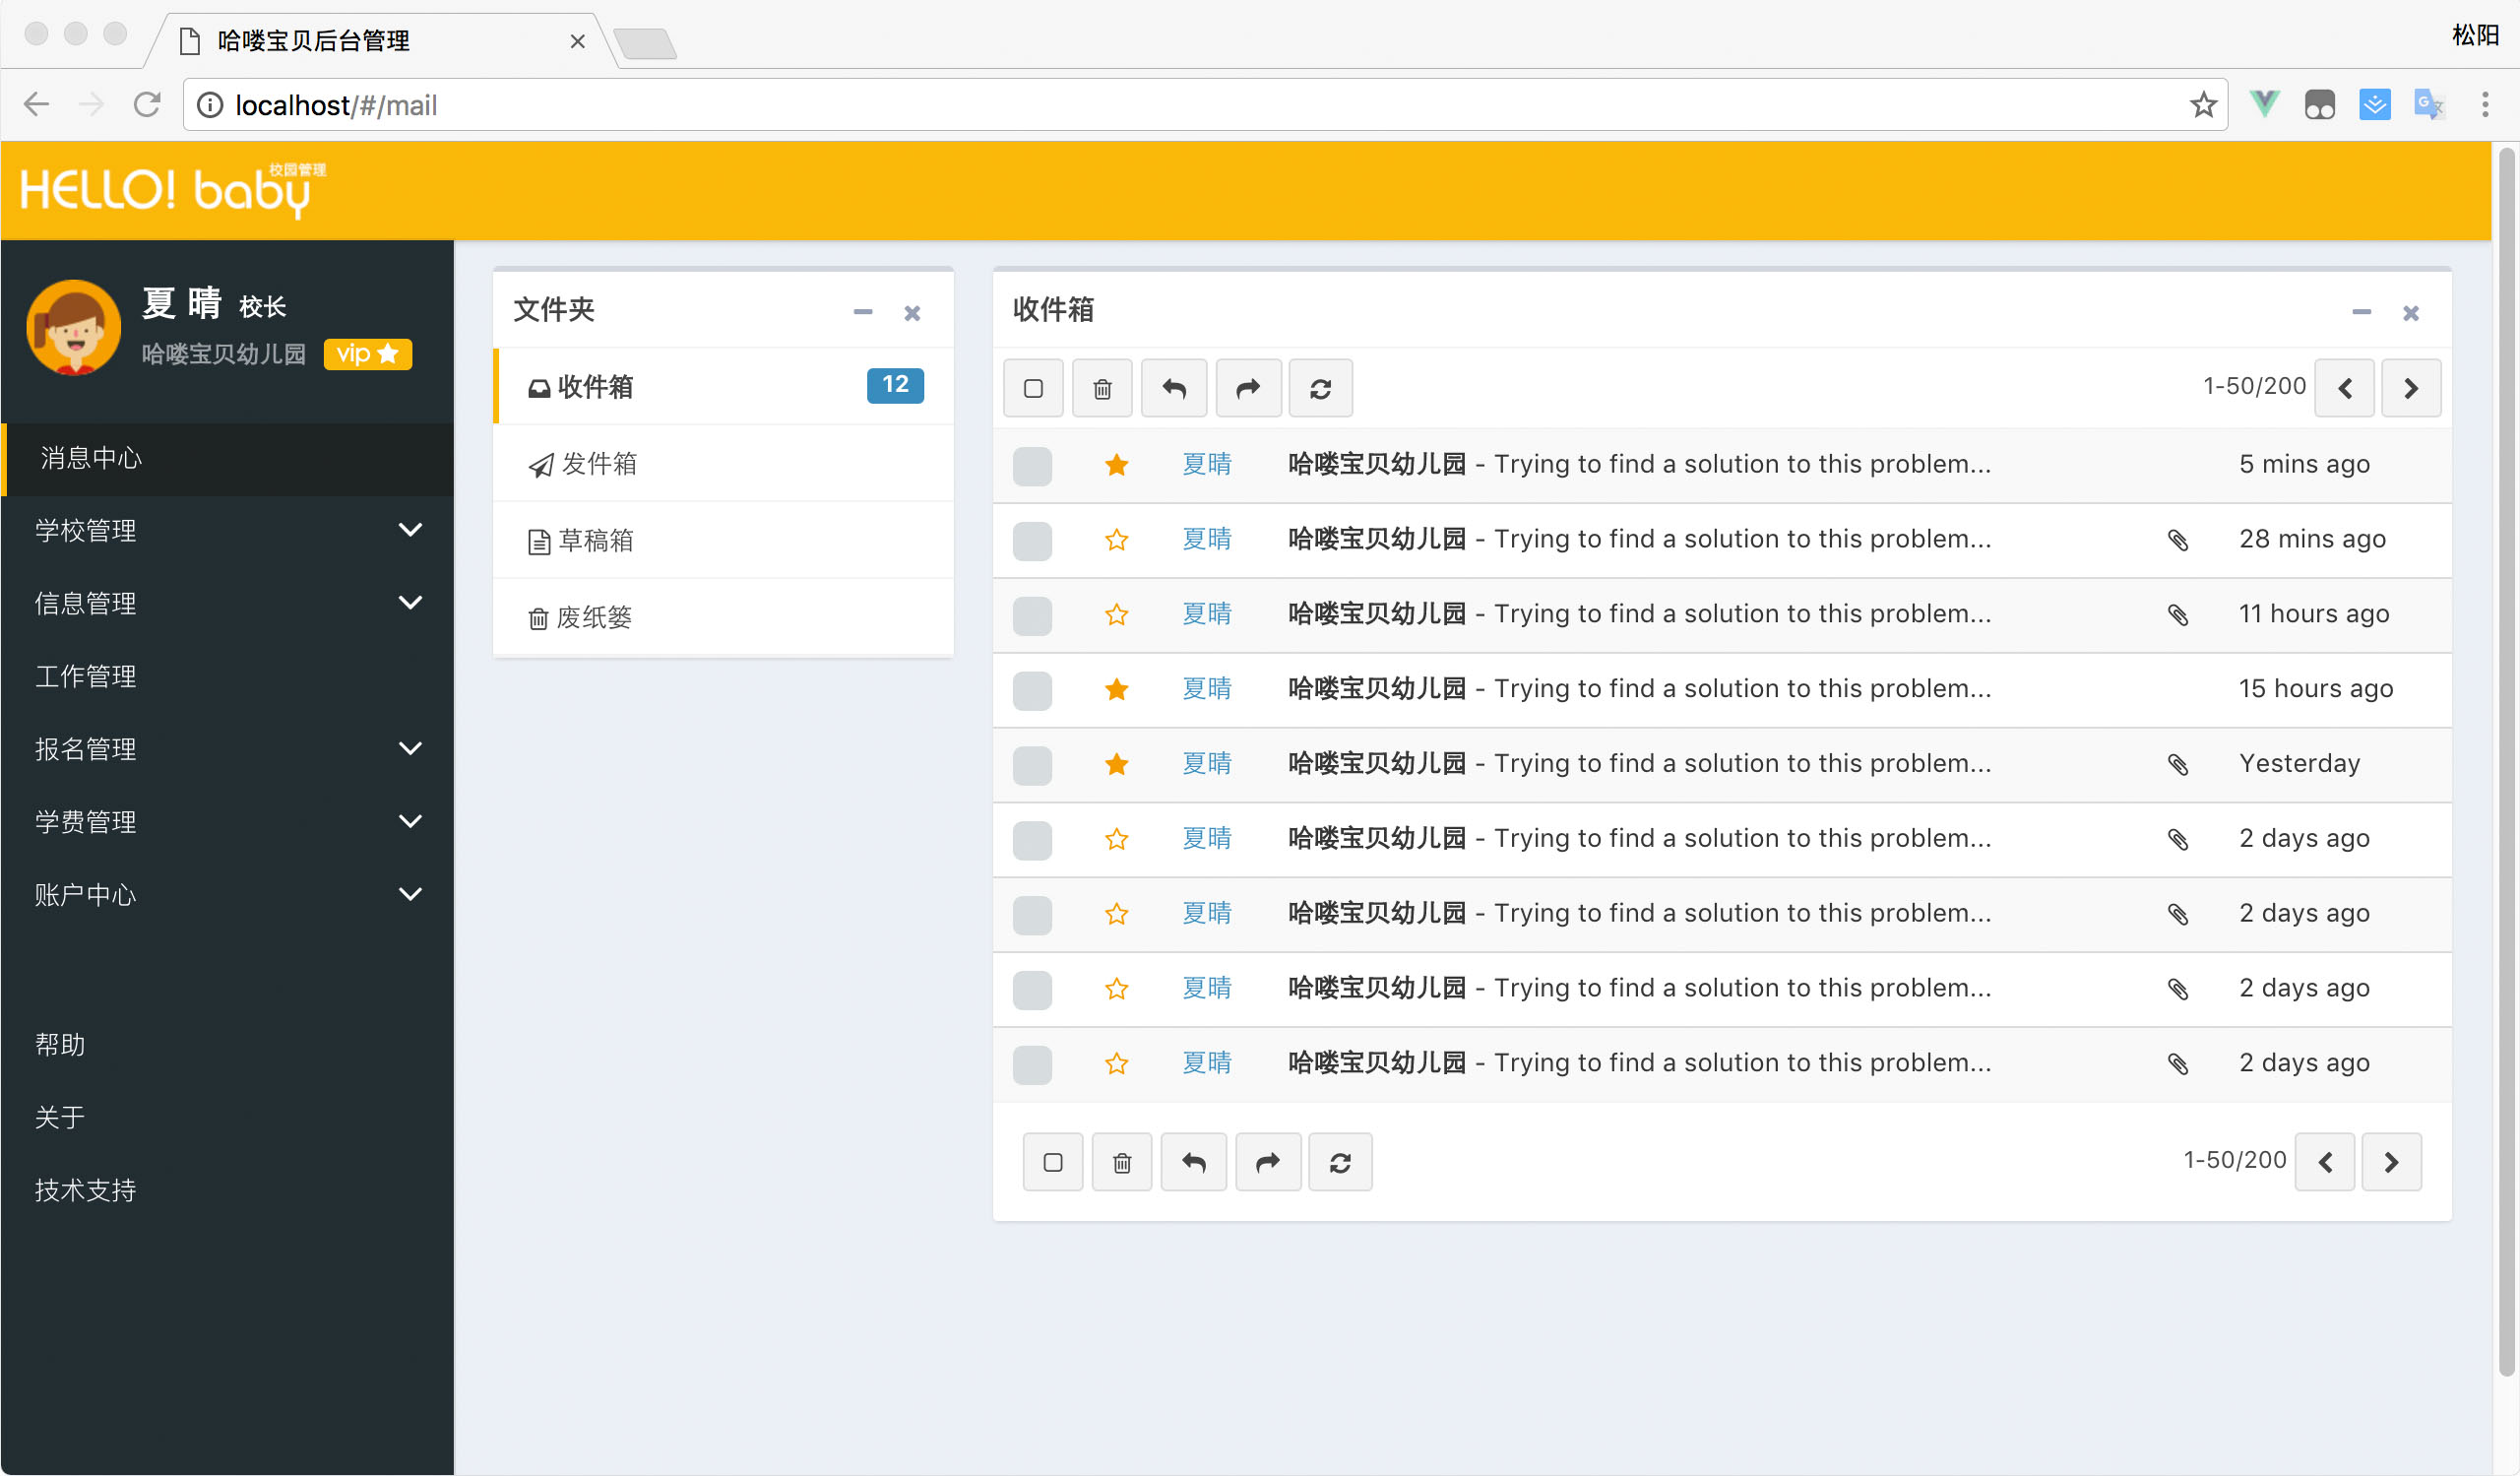 哈喽宝贝后台管理
松阳
localhost/#/mail
HELLO! baby 校园管理
夏 晴 校长
哈喽宝贝幼儿园 vip
消息中心
学校管理
信息管理
工作管理
报名管理
学费管理
账户中心
帮助
关于
技术支持
文件夹
收件箱 12
发件箱
草稿箱
废纸篓
收件箱
1-50/200
夏晴 哈喽宝贝幼儿园 - Trying to find a solution to this problem... 5 mins ago
夏晴 哈喽宝贝幼儿园 - Trying to find a solution to this problem... 28 mins ago
夏晴 哈喽宝贝幼儿园 - Trying to find a solution to this problem... 11 hours ago
夏晴 哈喽宝贝幼儿园 - Trying to find a solution to this problem... 15 hours ago
夏晴 哈喽宝贝幼儿园 - Trying to find a solution to this problem... Yesterday
夏晴 哈喽宝贝幼儿园 - Trying to find a solution to this problem... 2 days ago
夏晴 哈喽宝贝幼儿园 - Trying to find a solution to this problem... 2 days ago
夏晴 哈喽宝贝幼儿园 - Trying to find a solution to this problem... 2 days ago
夏晴 哈喽宝贝幼儿园 - Trying to find a solution to this problem... 2 days ago
1-50/200